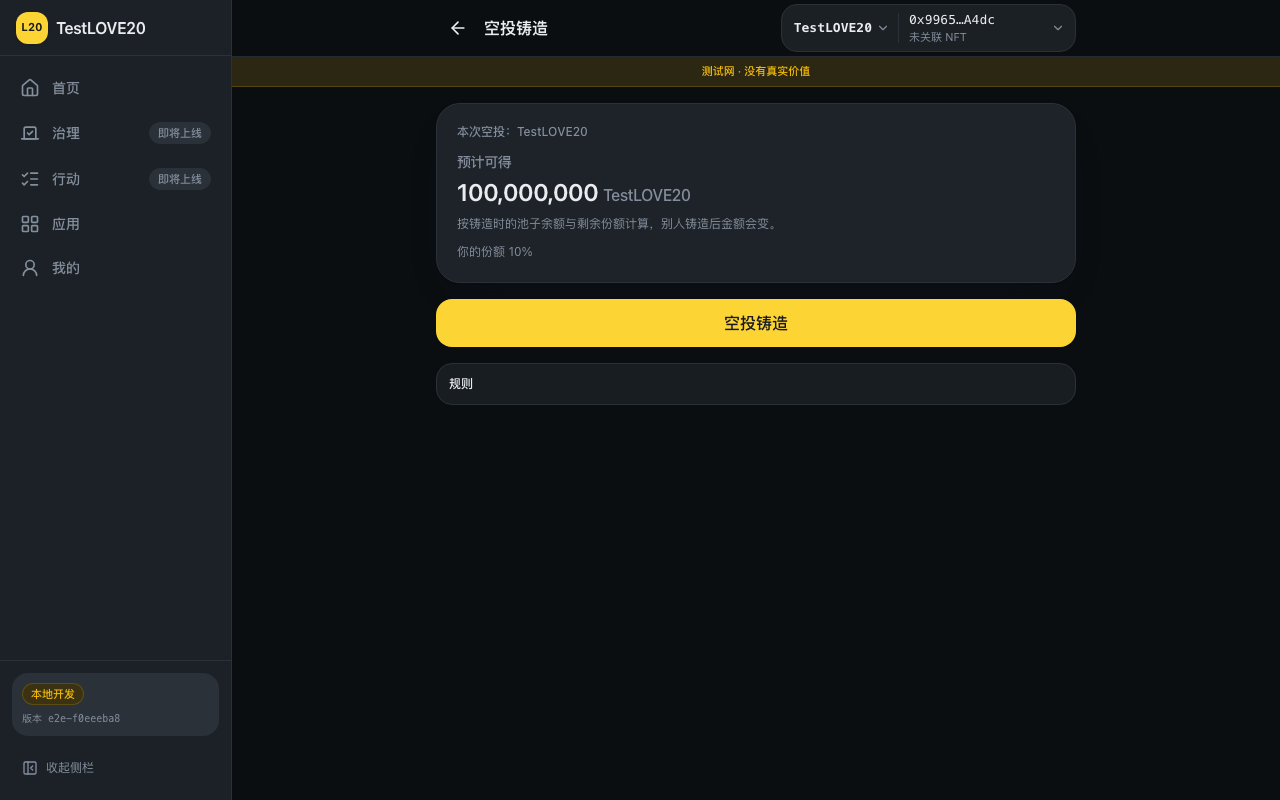 L20 TestLOVE20
首页
治理 即将上线
行动 即将上线
应用
我的
本地开发
版本 e2e-f0eeeba8
收起侧栏
空投铸造
TestLOVE20
0x9965…A4dc
未关联 NFT
测试网 · 没有真实价值
本次空投：TestLOVE20
预计可得
100,000,000 TestLOVE20
按铸造时的池子余额与剩余份额计算，别人铸造后金额会变。
你的份额 10%
空投铸造
规则